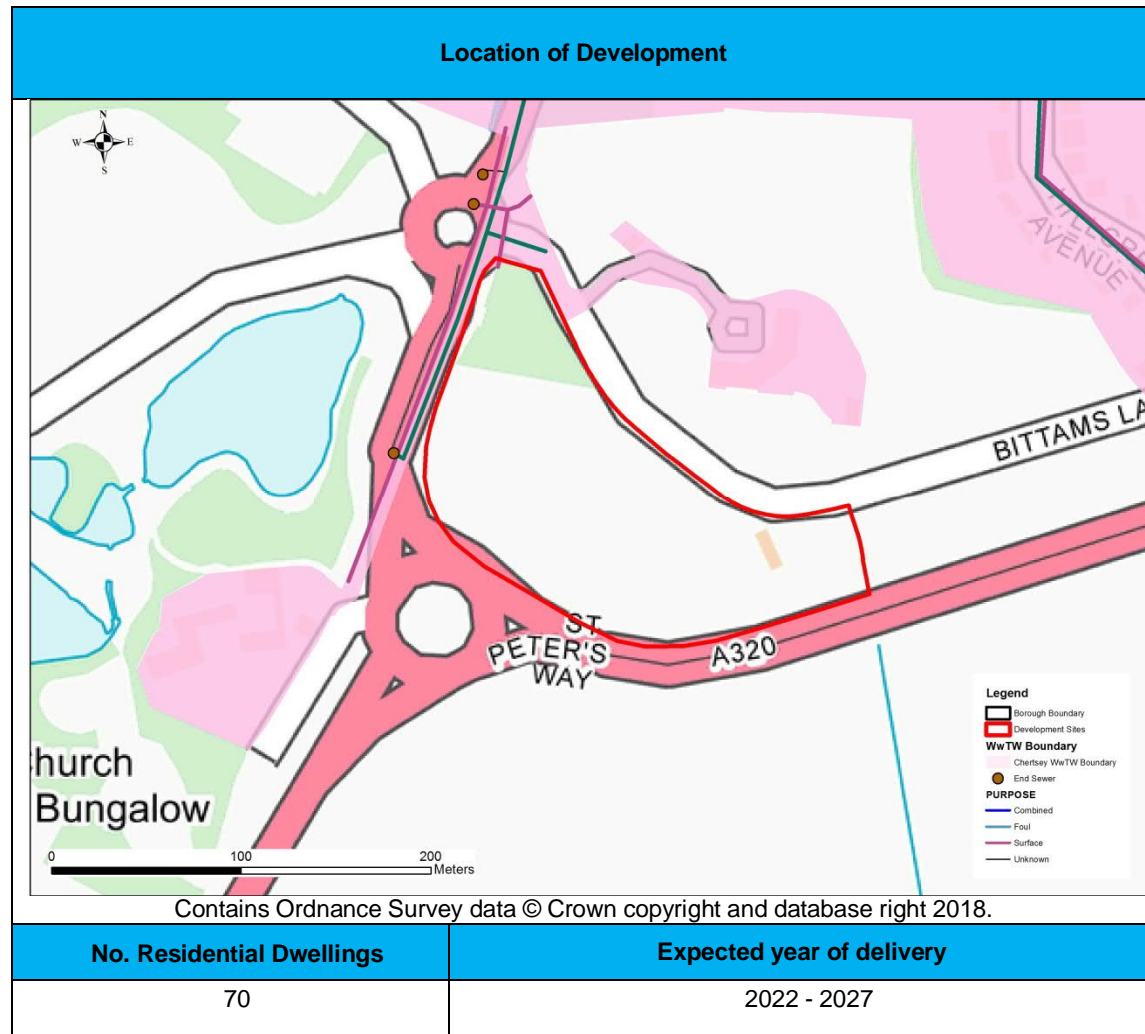 Location of Development
N
W
E
S
HILLCR
AVENUE
BITTAMS LA
ST
PETER'S
WAY
A320
hurch
Bungalow
0 100 200
Meters
Legend
Borough Boundary
Development Sites
WwTW Boundary
Chertsey WwTW Boundary
End Sewer
PURPOSE
Combined
Foul
Surface
Unknown
Contains Ordnance Survey data © Crown copyright and database right 2018.
No. Residential Dwellings Expected year of delivery
70 2022 - 2027